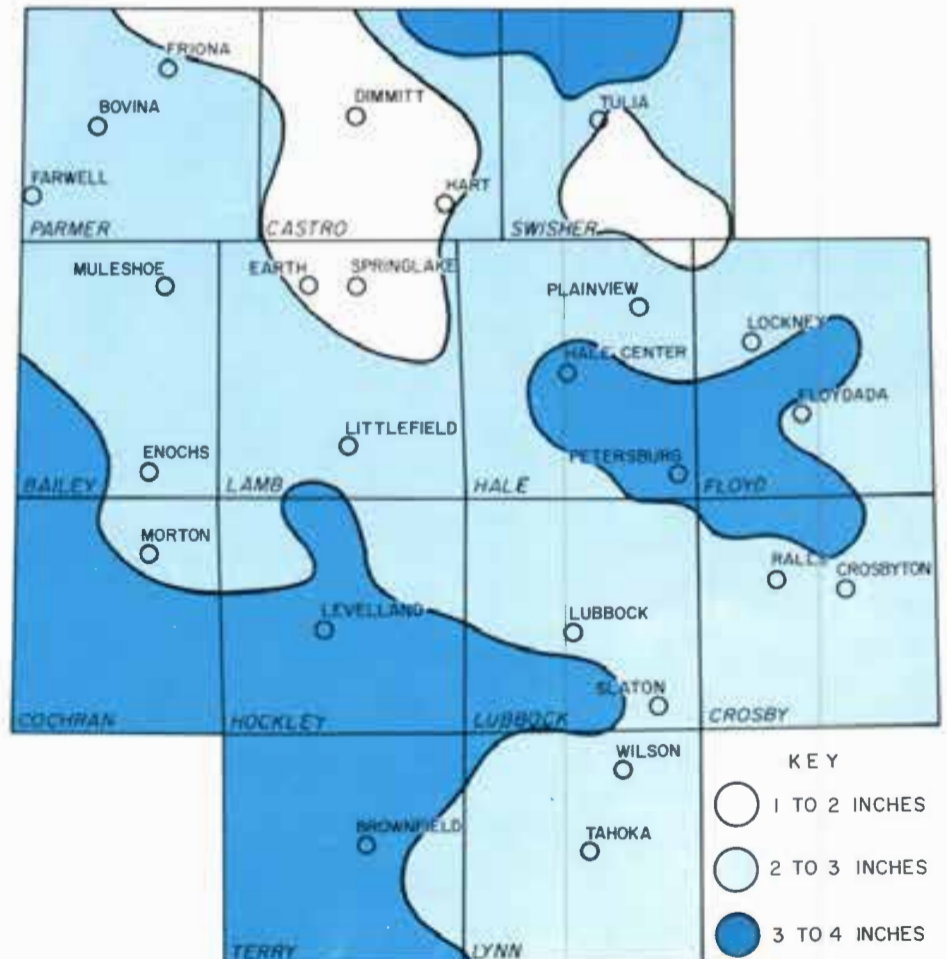 FRIONA
DIMMITT
BOVINA
TULIA
FARWELL
HART
PARMER
CASTRO
SWISHER
MULESHOE
EARTH
SPRINGLAKE
PLAINVIEW
LOCKNEY
HALE CENTER
FLOYDADA
LITTLEFIELD
ENOCHS
PETERSBURG
BAILEY
LAMB
HALE
FLOYD
MORTON
RALLS
CROSBYTON
LEVELLAND
LUBBOCK
SLATON
COCHRAN
HOCKLEY
LUBBOCK
CROSBY
WILSON
KEY
1 TO 2 INCHES
BROWNFIELD
TAHOKA
2 TO 3 INCHES
3 TO 4 INCHES
TERRY
LYNN